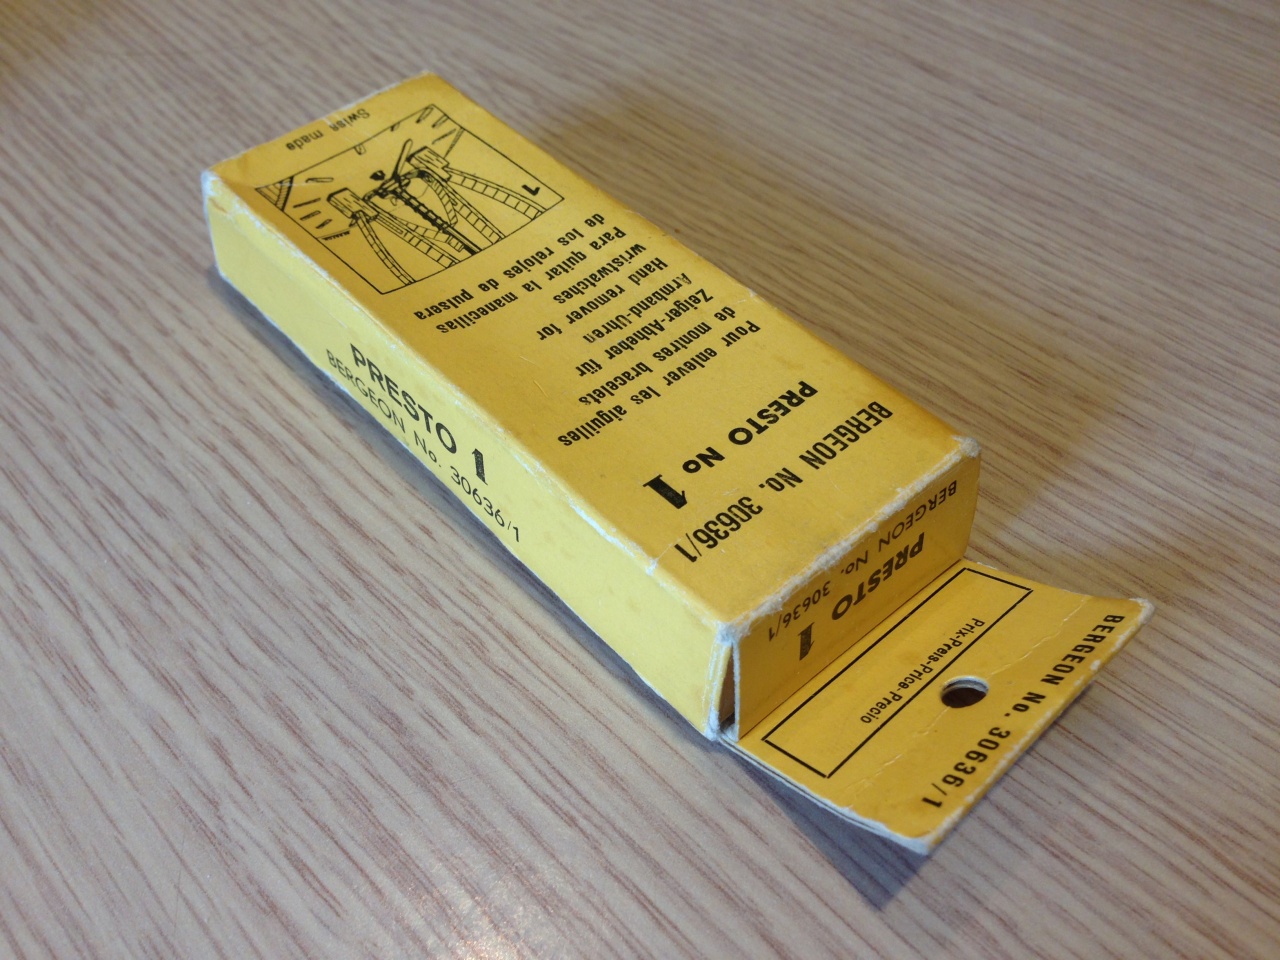 BERGEON No. 30636/1
Prix-Preis-Price-Precio
PRESTO 1
BERGEON No. 30636/1
BERGEON No. 30636/1
PRESTO No 1
Pour enlever les aiguilles
de montres bracelets
Zeiger-Abheber für
Armband-Uhren
Hand remover for
wristwatches
Para quitar la manecillas
de los relojes de pulsera
1
Swiss made
PRESTO 1
BERGEON No. 30636/1